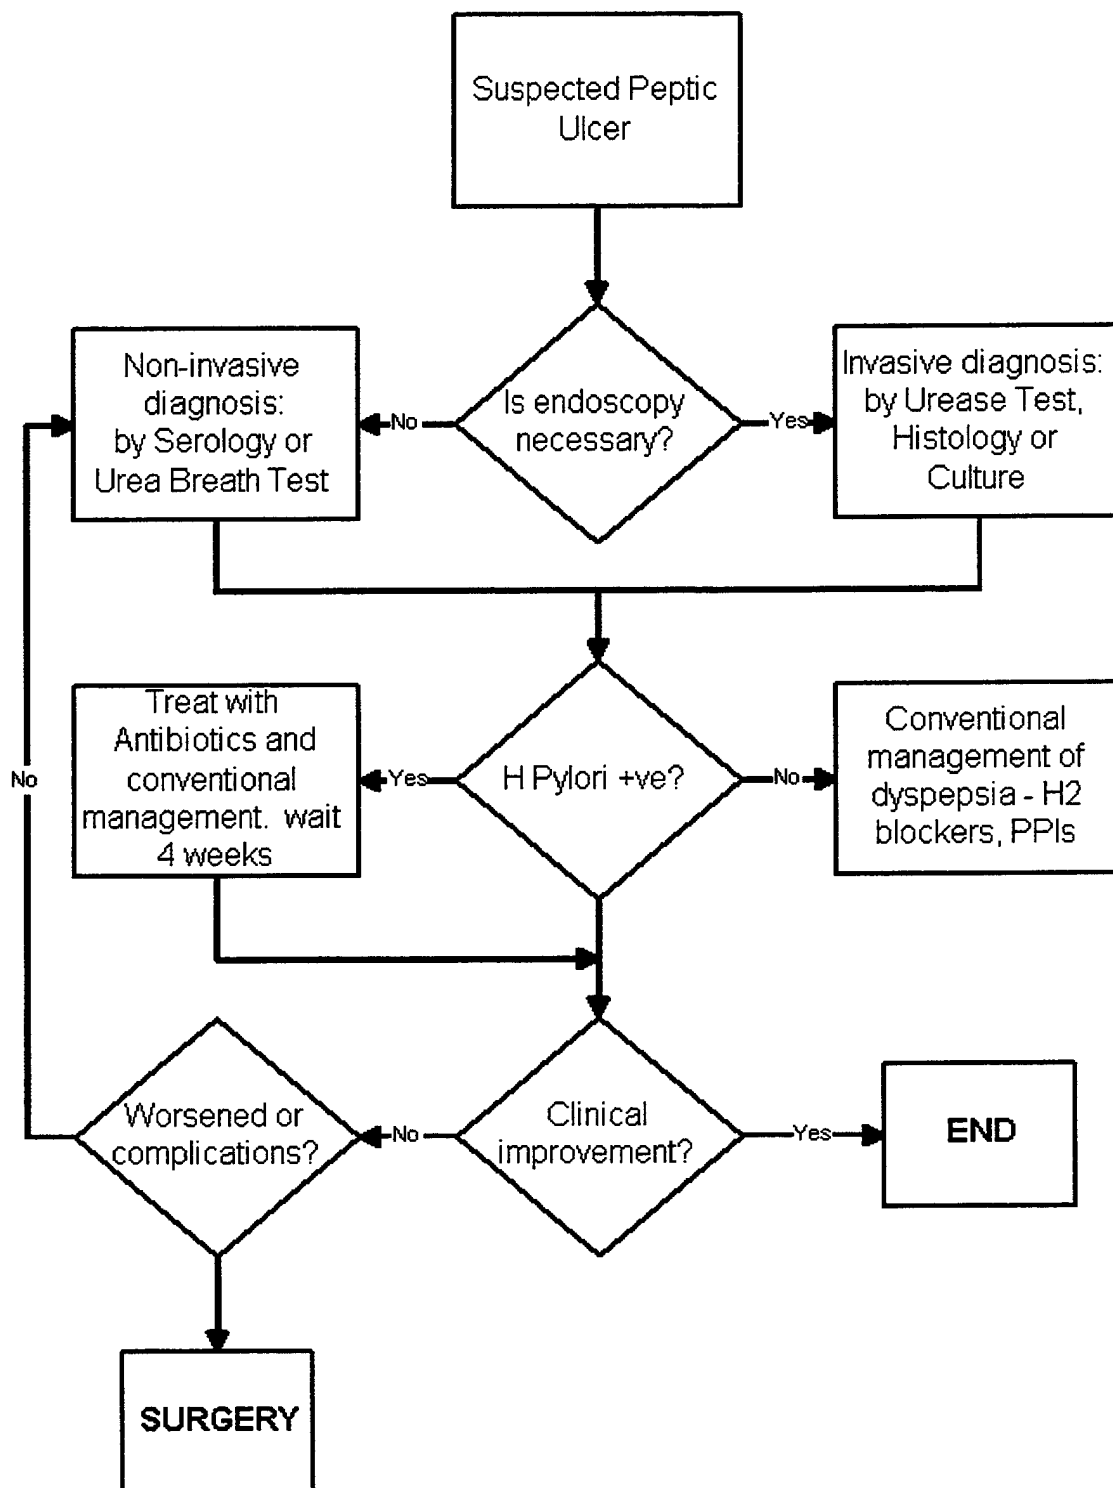 Suspected Peptic
Ulcer
Non-invasive
diagnosis:
by Serology or
Urea Breath Test
No
Is endoscopy
necessary?
Yes
Invasive diagnosis:
by Urease Test,
Histology or
Culture
Treat with
Antibiotics and
conventional
management.  wait
4 weeks
Yes
H Pylori +ve?
No
Conventional
management of
dyspepsia - H2
blockers, PPIs
No
Worsened or
complications?
No
Clinical
improvement?
Yes
END
SURGERY